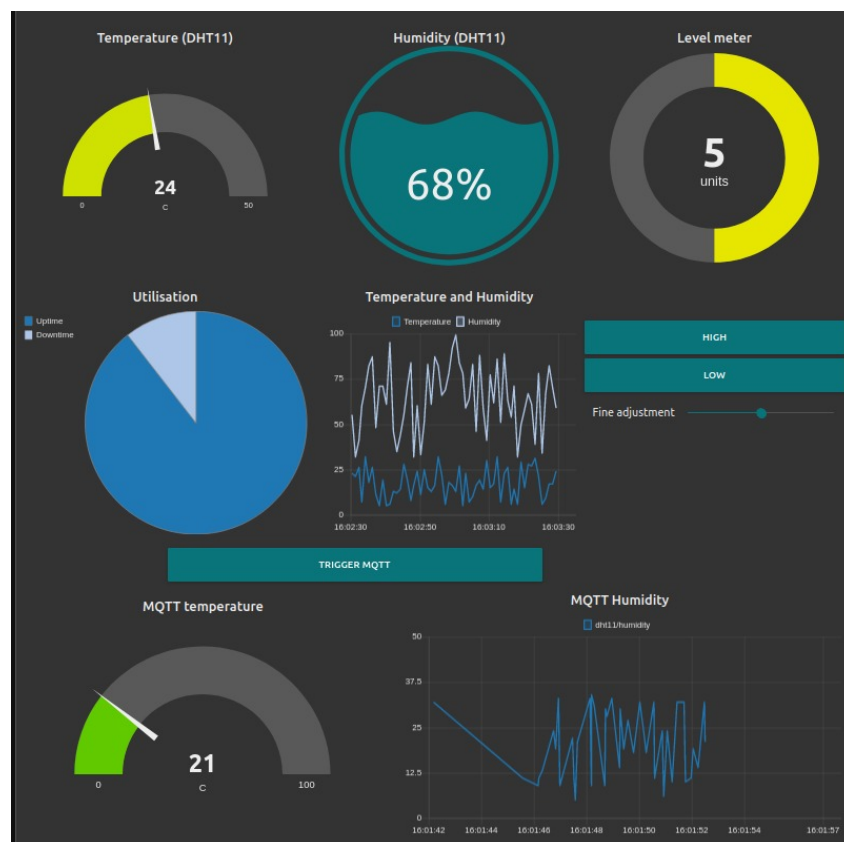 Temperature (DHT11)
24
C
0
50
Humidity (DHT11)
68%
Level meter
5
units
Utilisation
Uptime
Downtime
Temperature and Humidity
Temperature Humidity
100
75
50
25
0
16:02:30 16:02:50 16:03:10 16:03:30
HIGH
LOW
Fine adjustment
TRIGGER MQTT
MQTT temperature
21
C
0
100
MQTT Humidity
dht11/humidity
50
37.5
25
12.5
0
16:01:42 16:01:44 16:01:46 16:01:48 16:01:50 16:01:52 16:01:54 16:01:57